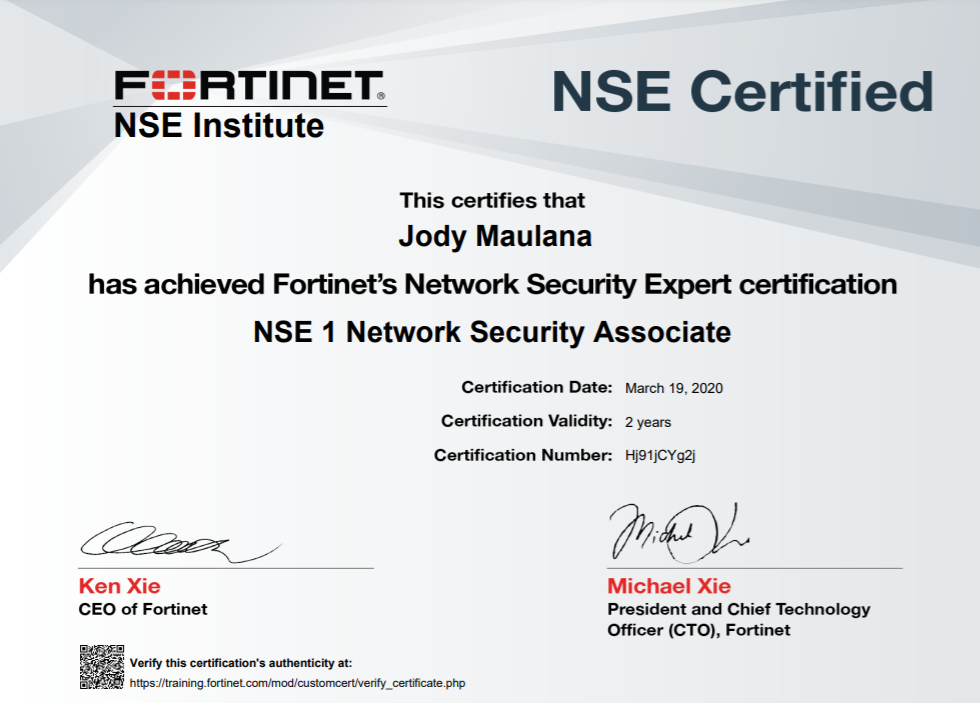 FORTINET®
NSE Institute
NSE Certified
This certifies that
Jody Maulana
has achieved Fortinet’s Network Security Expert certification
NSE 1 Network Security Associate
Certification Date: March 19, 2020
Certification Validity: 2 years
Certification Number: Hj91jCYg2j
Ken Xie
CEO of Fortinet
Michael Xie
President and Chief Technology
Officer (CTO), Fortinet
Verify this certification's authenticity at:
https://training.fortinet.com/mod/customcert/verify_certificate.php